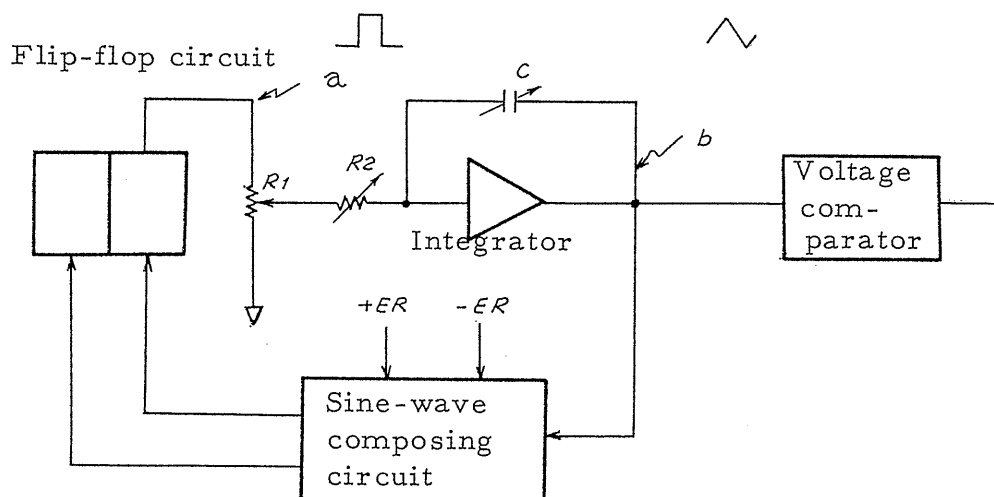 Flip-flop circuit
a
c
b
R1
R2
Integrator
Voltage
com-
parator
+ER
-ER
Sine-wave
composing
circuit